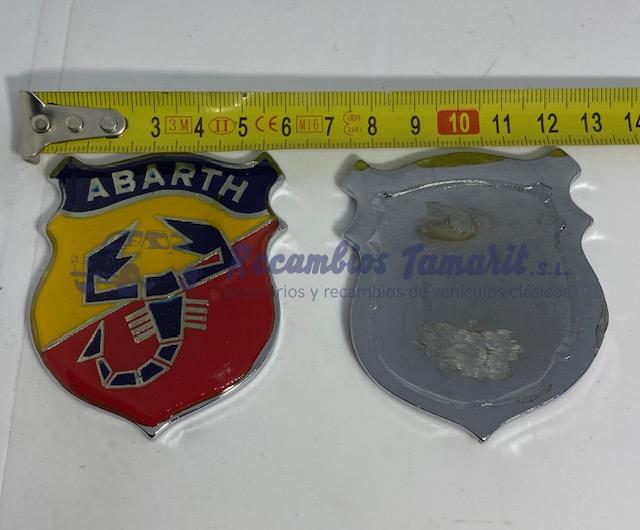 3 3M 4 II 5 CE 6 M16 7 8 9 10 11 12 13 14
ABARTH
Recambios Tamarit, S.L.
accesorios y recambios de vehículos clásicos